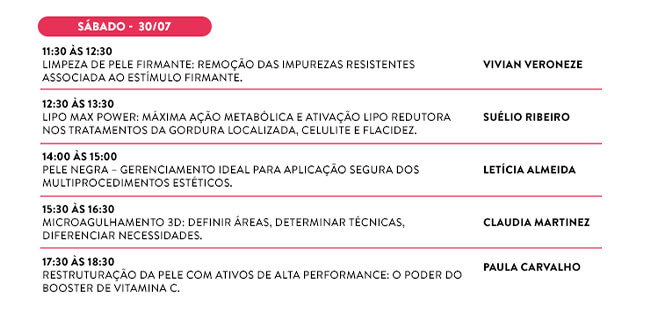 SÁBADO - 30/07
11:30 ÀS 12:30
LIMPEZA DE PELE FIRMANTE: REMOÇÃO DAS IMPUREZAS RESISTENTES
ASSOCIADA AO ESTÍMULO FIRMANTE.
VIVIAN VERONEZE
12:30 ÀS 13:30
LIPO MAX POWER: MÁXIMA AÇÃO METABÓLICA E ATIVAÇÃO LIPO REDUTORA
NOS TRATAMENTOS DA GORDURA LOCALIZADA, CELULITE E FLACIDEZ.
SUÉLIO RIBEIRO
14:00 ÀS 15:00
PELE NEGRA – GERENCIAMENTO IDEAL PARA APLICAÇÃO SEGURA DOS
MULTIPROCEDIMENTOS ESTÉTICOS.
LETÍCIA ALMEIDA
15:30 ÀS 16:30
MICROAGULHAMENTO 3D: DEFINIR ÁREAS, DETERMINAR TÉCNICAS,
DIFERENCIAR NECESSIDADES.
CLAUDIA MARTINEZ
17:30 ÀS 18:30
RESTRUTURAÇÃO DA PELE COM ATIVOS DE ALTA PERFORMANCE: O PODER DO
BOOSTER DE VITAMINA C.
PAULA CARVALHO